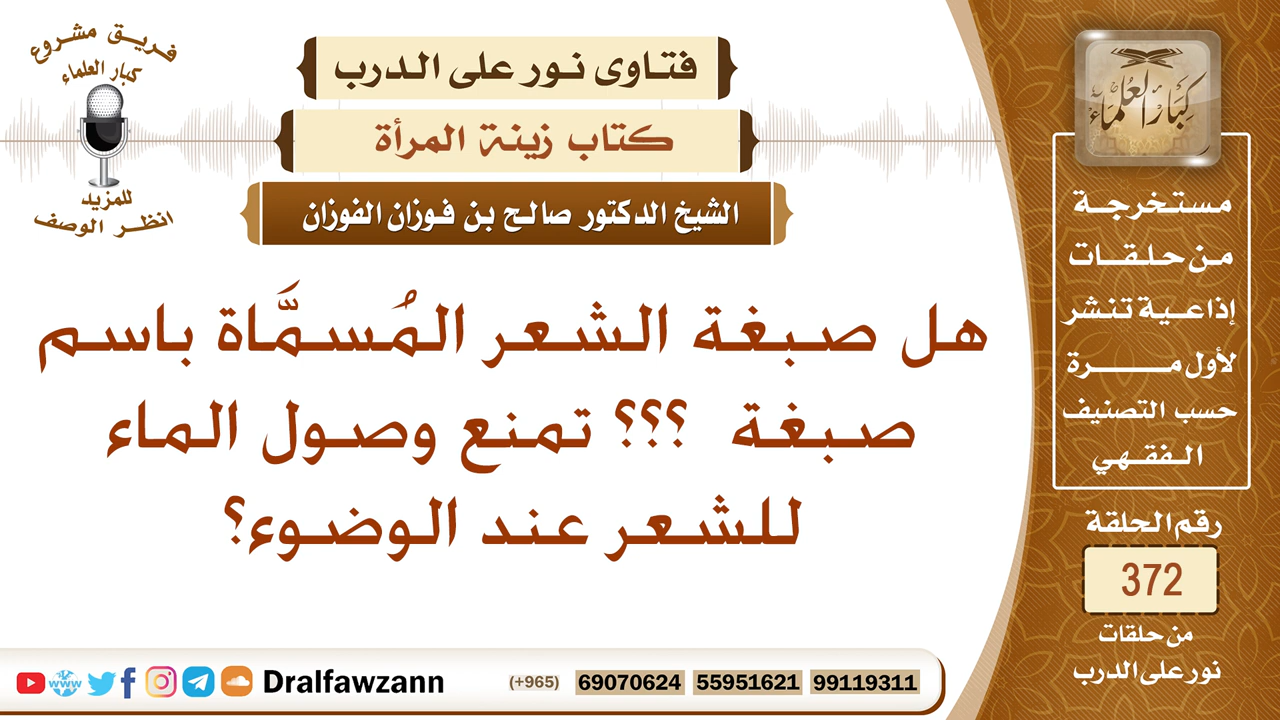 فريق مشروع
كبار العلماء
للمزيد
انظر الوصف
فتاوى نور على الدرب
كتاب زينة المرأة
الشيخ الدكتور صالح بن فوزان الفوزان
هل صبغة الشعر المُسمَّاة باسم
صبغة ؟؟؟ تمنع وصول الماء
للشعر عند الوضوء؟
كبار العلماء
مستخرجة
من حلقات
إذاعية تنشر
لأول مرة
حسب التصنيف
الفقهي
رقم الحلقة
372
من حلقات
نور على الدرب
www
Dralfawzann
(+965) 69070624 55951621 99119311